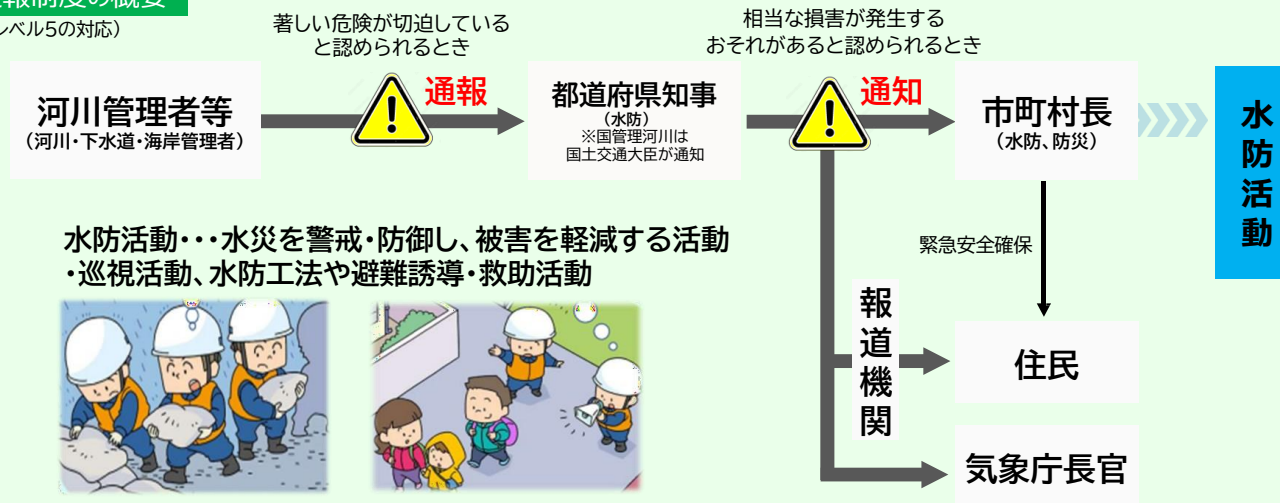 報制度の概要
レベル5の対応)
著しい危険が切迫している
と認められるとき
相当な損害が発生する
おそれがあると認められるとき
河川管理者等
(河川・下水道・海岸管理者)
通報
都道府県知事
(水防)
※国管理河川は
国土交通大臣が通知
通知
市町村長
(水防、防災)
水防活動
水防活動・・・水災を警戒・防御し、被害を軽減する活動
・巡視活動、水防工法や避難誘導・救助活動
緊急安全確保
報道機関
住民
気象庁長官